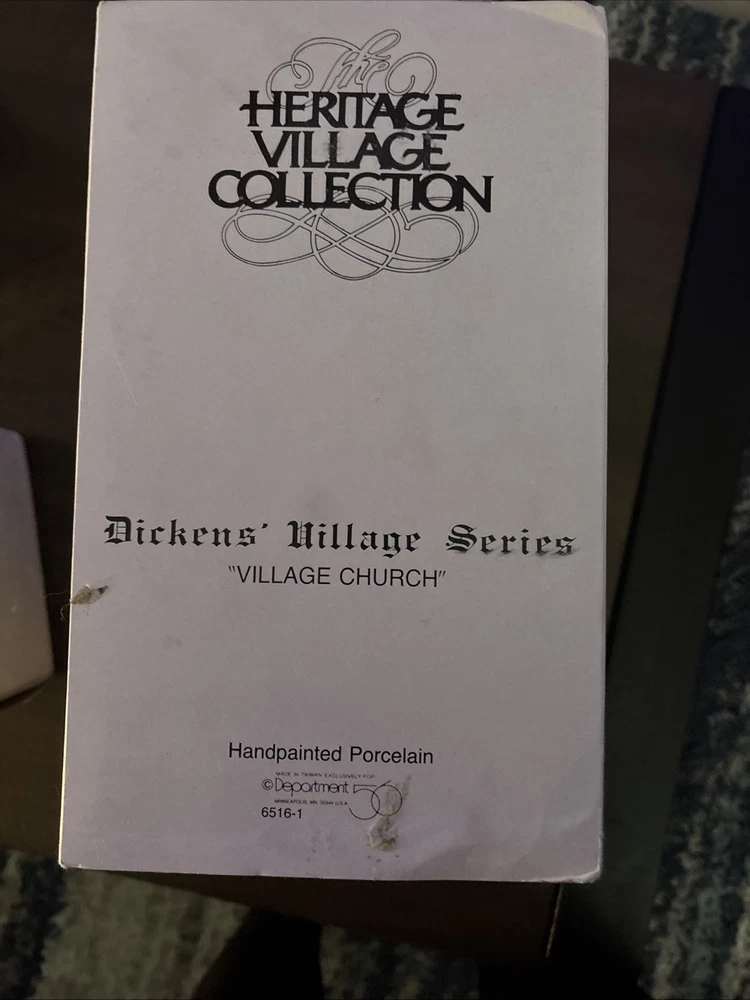 The
HERITAGE
VILLAGE
COLLECTION
Dickens' Village Series
"VILLAGE CHURCH"
Handpainted Porcelain
MADE IN TAIWAN EXCLUSIVELY FOR
© Department 56
MINNEAPOLIS, MN 55344 U.S.A.
6516-1